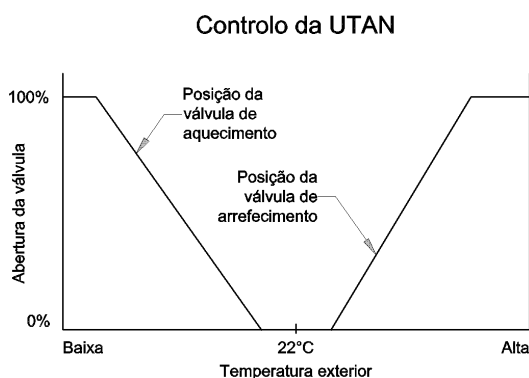 Controlo da UTAN
100%
Posição da
válvula de
aquecimento
Posição da
válvula de
arrefecimento
Abertura da válvula
0%
Baixa
22°C
Alta
Temperatura exterior